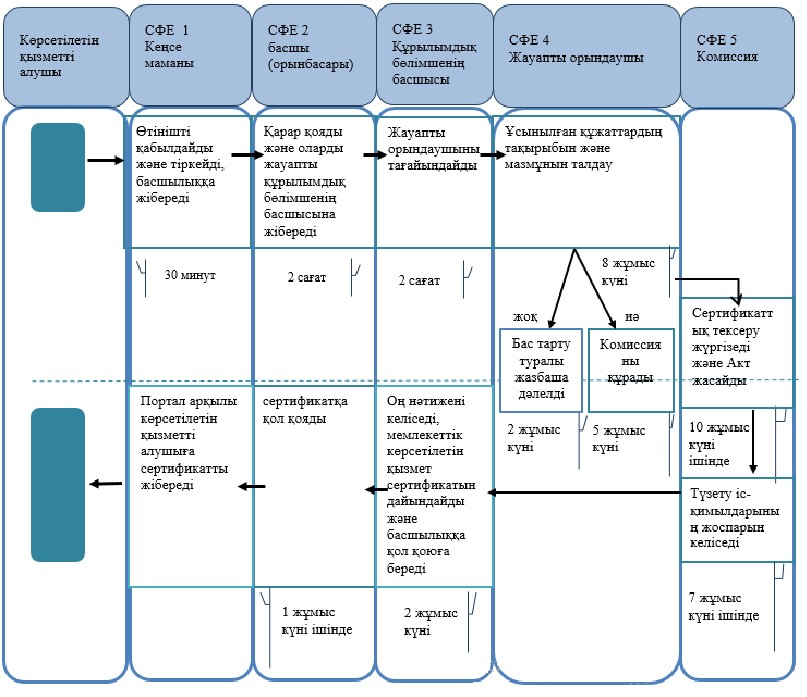 Көрсетілетін
қызметті
алушы
СФЕ 1
Кеңсе
маманы
СФЕ 2
басшы
(орынбасары)
СФЕ 3
Құрылымдық
бөлімшенің
басшысы
СФЕ 4
Жауапты орындаушы
СФЕ 5
Комиссия
Өтінішті
қабылдайды
және тіркейді,
басшылыққа
жібереді
Қарар қояды
және оларды
жауапты
құрылымдық
бөлімшенің
басшысына
жібереді
Жауапты
орындаушыны
тағайындайды
Ұсынылған құжаттардың
тақырыбын және
мазмұнын талдау
30 минут
2 сағат
2 сағат
8 жұмыс
күні
жоқ
иә
Бас тарту
туралы
жазбаша
дәлелді
Комиссия
ны
құрады
Сертификатт
ық тексеру
жүргізеді
және Акт
жасайды
2 жұмыс
күні
5 жұмыс
күні
10 жұмыс
күні
ішінде
Портал арқылы
көрсетілетін
қызметті
алушыға
сертификатты
жібереді
сертификатқа
қол қояды
Оң нәтижені
келіседі,
мемлекеттік
көрсетілетін
қызмет
сертификатын
дайындайды
және
басшылыққа
қол қоюға
береді
Түзету іс-
қимылдарыны
ң жоспарын
келіседі
1 жұмыс
күні ішінде
2 жұмыс
күні
7 жұмыс
күні ішінде